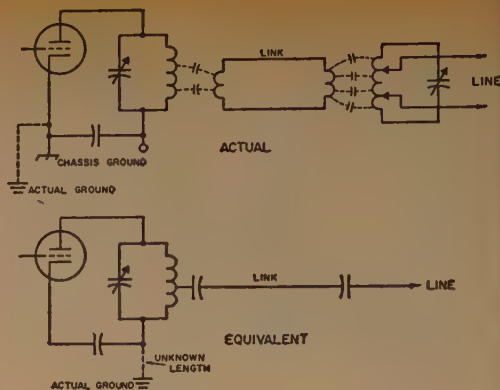 LINK
LINE
ACTUAL
CHASSIS GROUND
ACTUAL GROUND
LINK
LINE
EQUIVALENT
UNKNOWN
LENGTH
ACTUAL GROUND